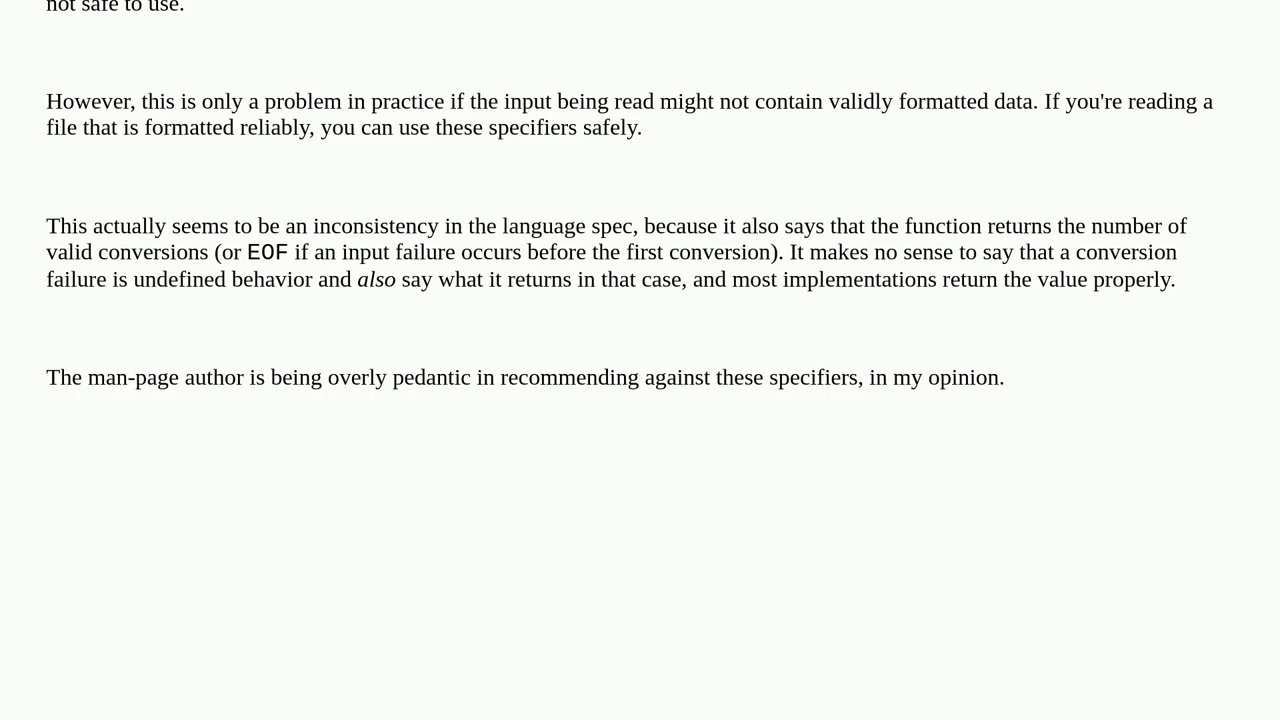 not safe to use.
However, this is only a problem in practice if the input being read might not contain validly formatted data. If you're reading a
file that is formatted reliably, you can use these specifiers safely.
This actually seems to be an inconsistency in the language spec, because it also says that the function returns the number of
valid conversions (or EOF if an input failure occurs before the first conversion). It makes no sense to say that a conversion
failure is undefined behavior and also say what it returns in that case, and most implementations return the value properly.
The man-page author is being overly pedantic in recommending against these specifiers, in my opinion.